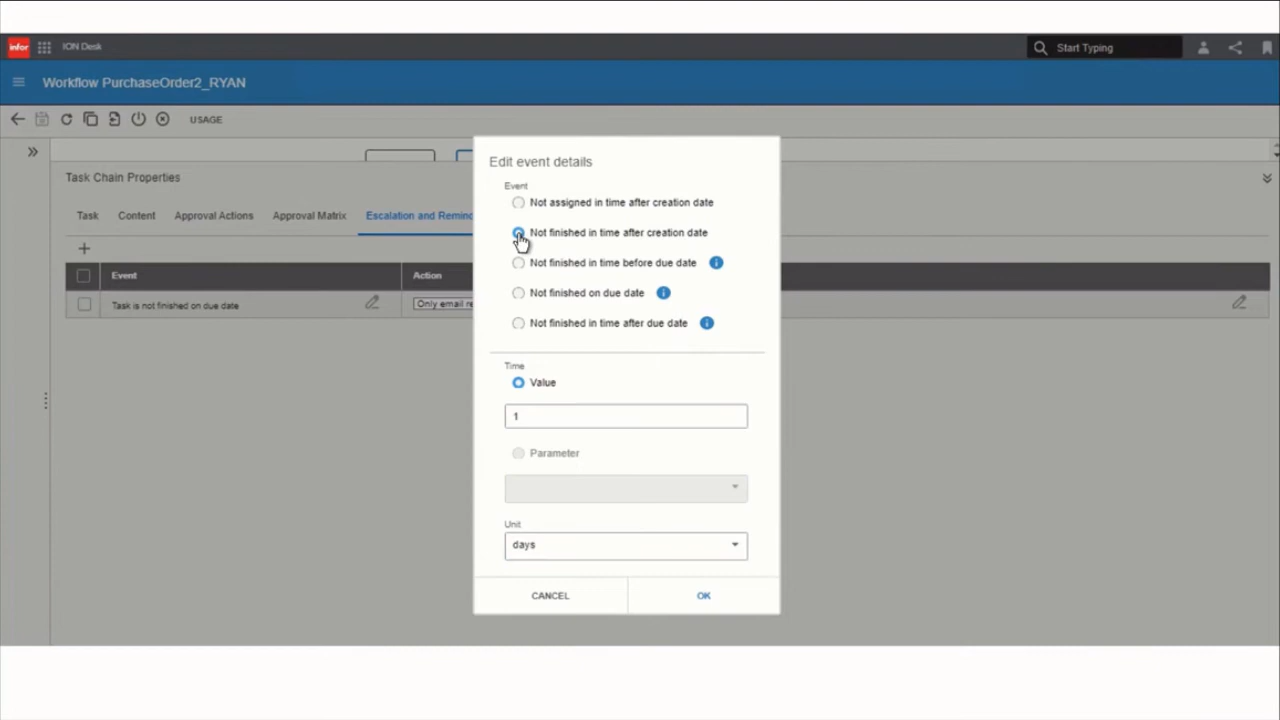 infor
ION Desk
Start Typing
Workflow PurchaseOrder2_RYAN
USAGE
Task Chain Properties
Task
Content
Approval Actions
Approval Matrix
Escalation and Remind
Event
Action
Task is not finished on due date
Only email re
Edit event details
Event
Not assigned in time after creation date
Not finished in time after creation date
Not finished in time before due date
Not finished on due date
Not finished in time after due date
Time
Value
1
Parameter
Unit
days
CANCEL
OK